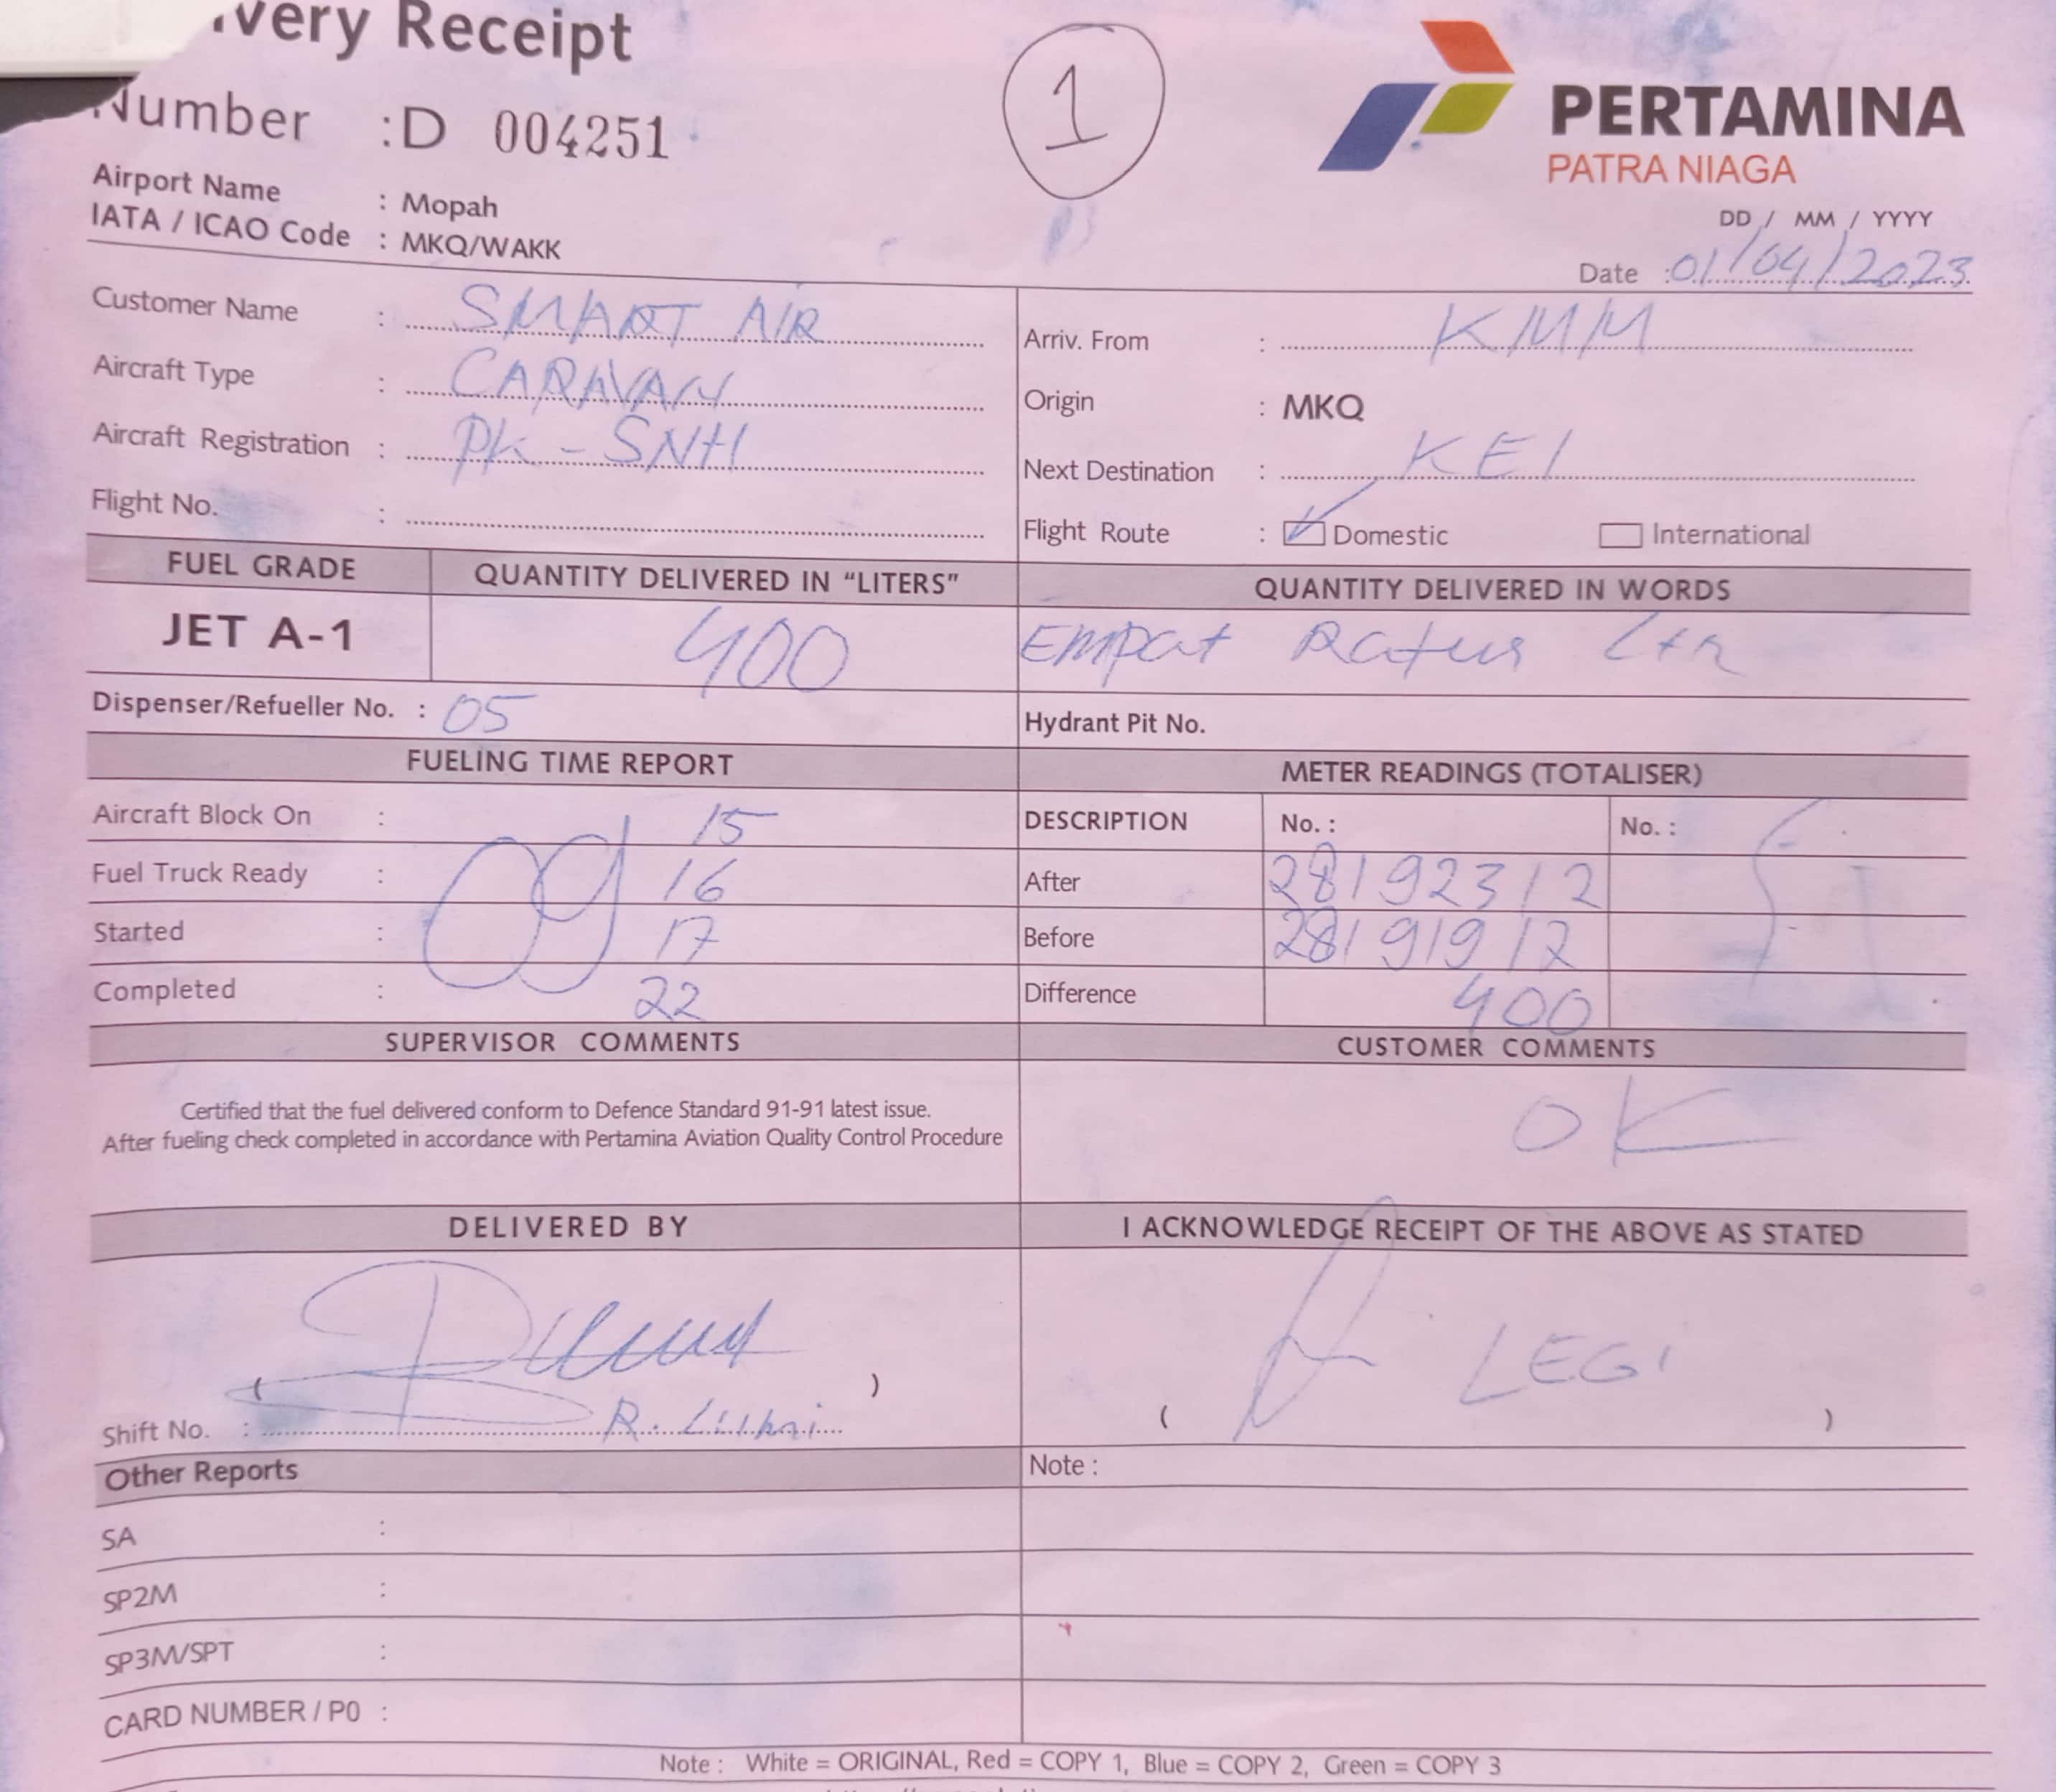 very Receipt
Number : D 004251
1
PERTAMINA
PATRA NIAGA
Airport Name : Mopah
IATA / ICAO Code : MKQ/WAKK
DD / MM / YYYY
Date : 01/04/2023
Customer Name : SMART AIR
Aircraft Type : CARAVAN
Aircraft Registration : PK - SNH
Flight No. :
Arriv. From : KMM
Origin : MKQ
Next Destination : KEI
Flight Route : Domestic International
FUEL GRADE QUANTITY DELIVERED IN “LITERS” QUANTITY DELIVERED IN WORDS
JET A-1 400 Empat Ratus Ltr
Dispenser/Refueller No. : 05 Hydrant Pit No.
FUELING TIME REPORT METER READINGS (TOTALISER)
Aircraft Block On : 09 15
Fuel Truck Ready : 16
Started : 17
Completed : 22
DESCRIPTION No. : No. :
After 28192312
Before 28191912
Difference 400
SUPERVISOR COMMENTS CUSTOMER COMMENTS
Certified that the fuel delivered conform to Defence Standard 91-91 latest issue.
After fueling check completed in accordance with Pertamina Aviation Quality Control Procedure
OK
DELIVERED BY I ACKNOWLEDGE RECEIPT OF THE ABOVE AS STATED
( )
Shift No. : R.
( LEGI )
Other Reports Note :
SA :
SP2M :
SP3M/SPT :
CARD NUMBER / P0 :
Note : White = ORIGINAL, Red = COPY 1, Blue = COPY 2, Green = COPY 3